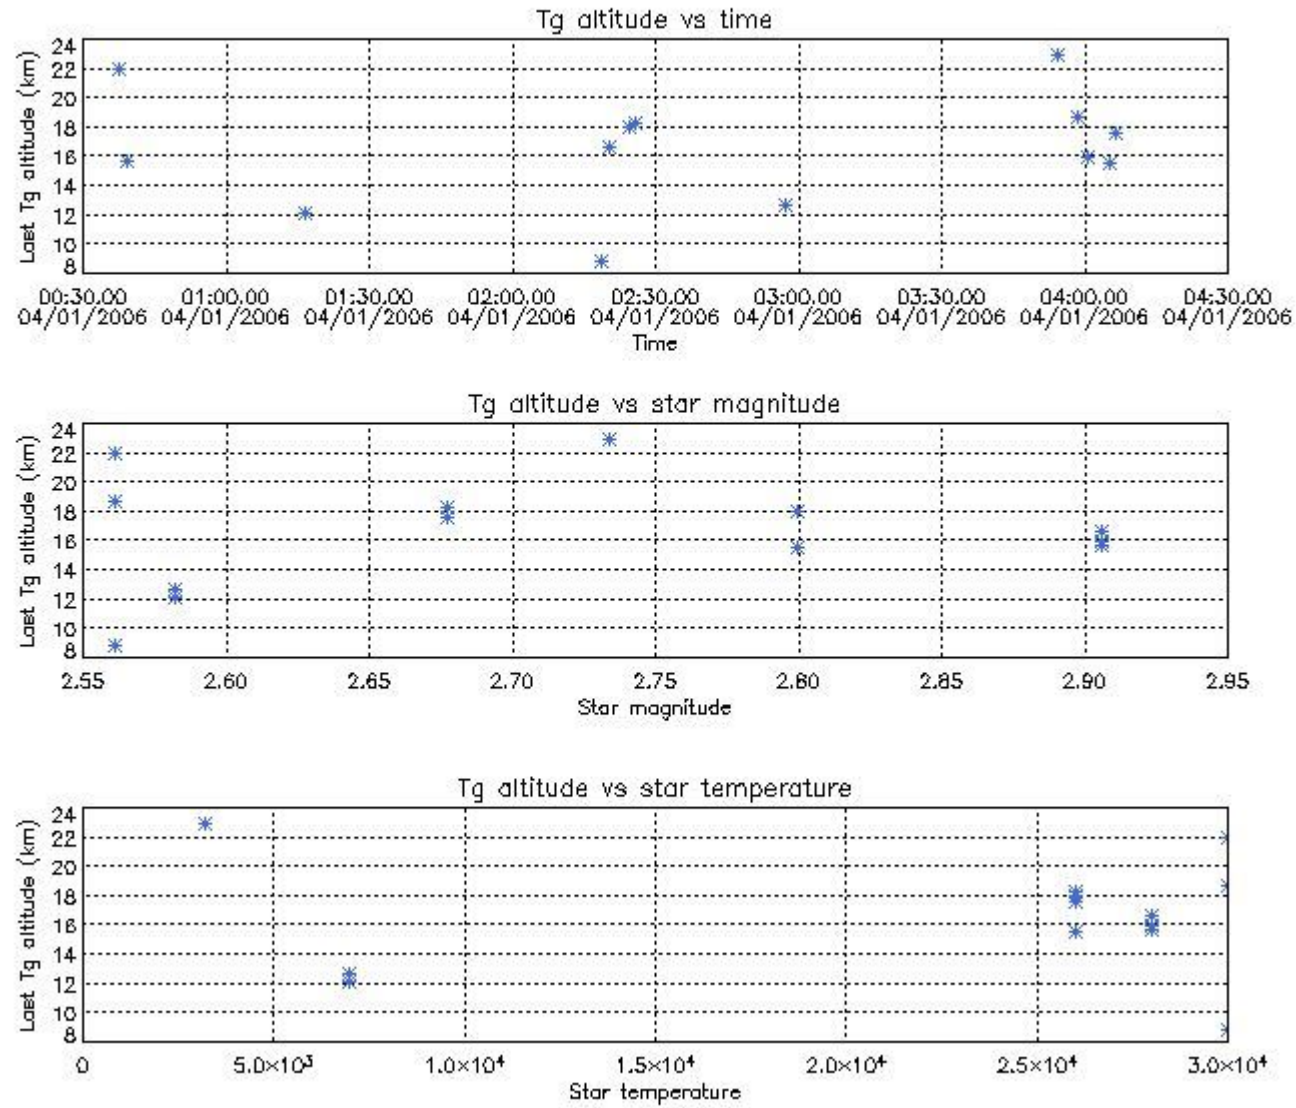 Tg altitude vs time
Last Tg altitude (km)
24
22
20
18
16
14
12
10
8
00:30.00 01:00.00 01:30.00 02:00.00 02:30.00 03:00.00 03:30.00 04:00.00 04:30.00
04/01/2006 04/01/2006 04/01/2006 04/01/2006 04/01/2006 04/01/2006 04/01/2006 04/01/2006 04/01/2006
Time
Tg altitude vs star magnitude
Last Tg altitude (km)
24
22
20
18
16
14
12
10
8
2.55 2.60 2.65 2.70 2.75 2.80 2.85 2.90 2.95
Star magnitude
Tg altitude vs star temperature
Last Tg altitude (km)
24
22
20
18
16
14
12
10
8
0 5.0×10³ 1.0×10⁴ 1.5×10⁴ 2.0×10⁴ 2.5×10⁴ 3.0×10⁴
Star temperature